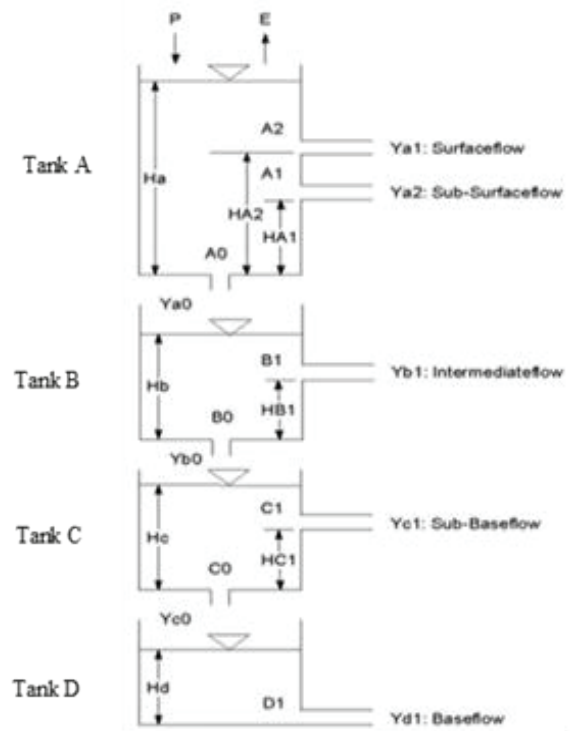 P E
A2
Ya1: Surfaceflow
Tank A
Ha
A1
Ya2: Sub-Surfaceflow
HA2
HA1
A0
Ya0
B1
Yb1: Intermediateflow
Tank B
Hb
HB1
B0
Yb0
C1
Yc1: Sub-Baseflow
Tank C
Hc
HC1
C0
Yc0
Tank D
Hd
D1
Yd1: Baseflow